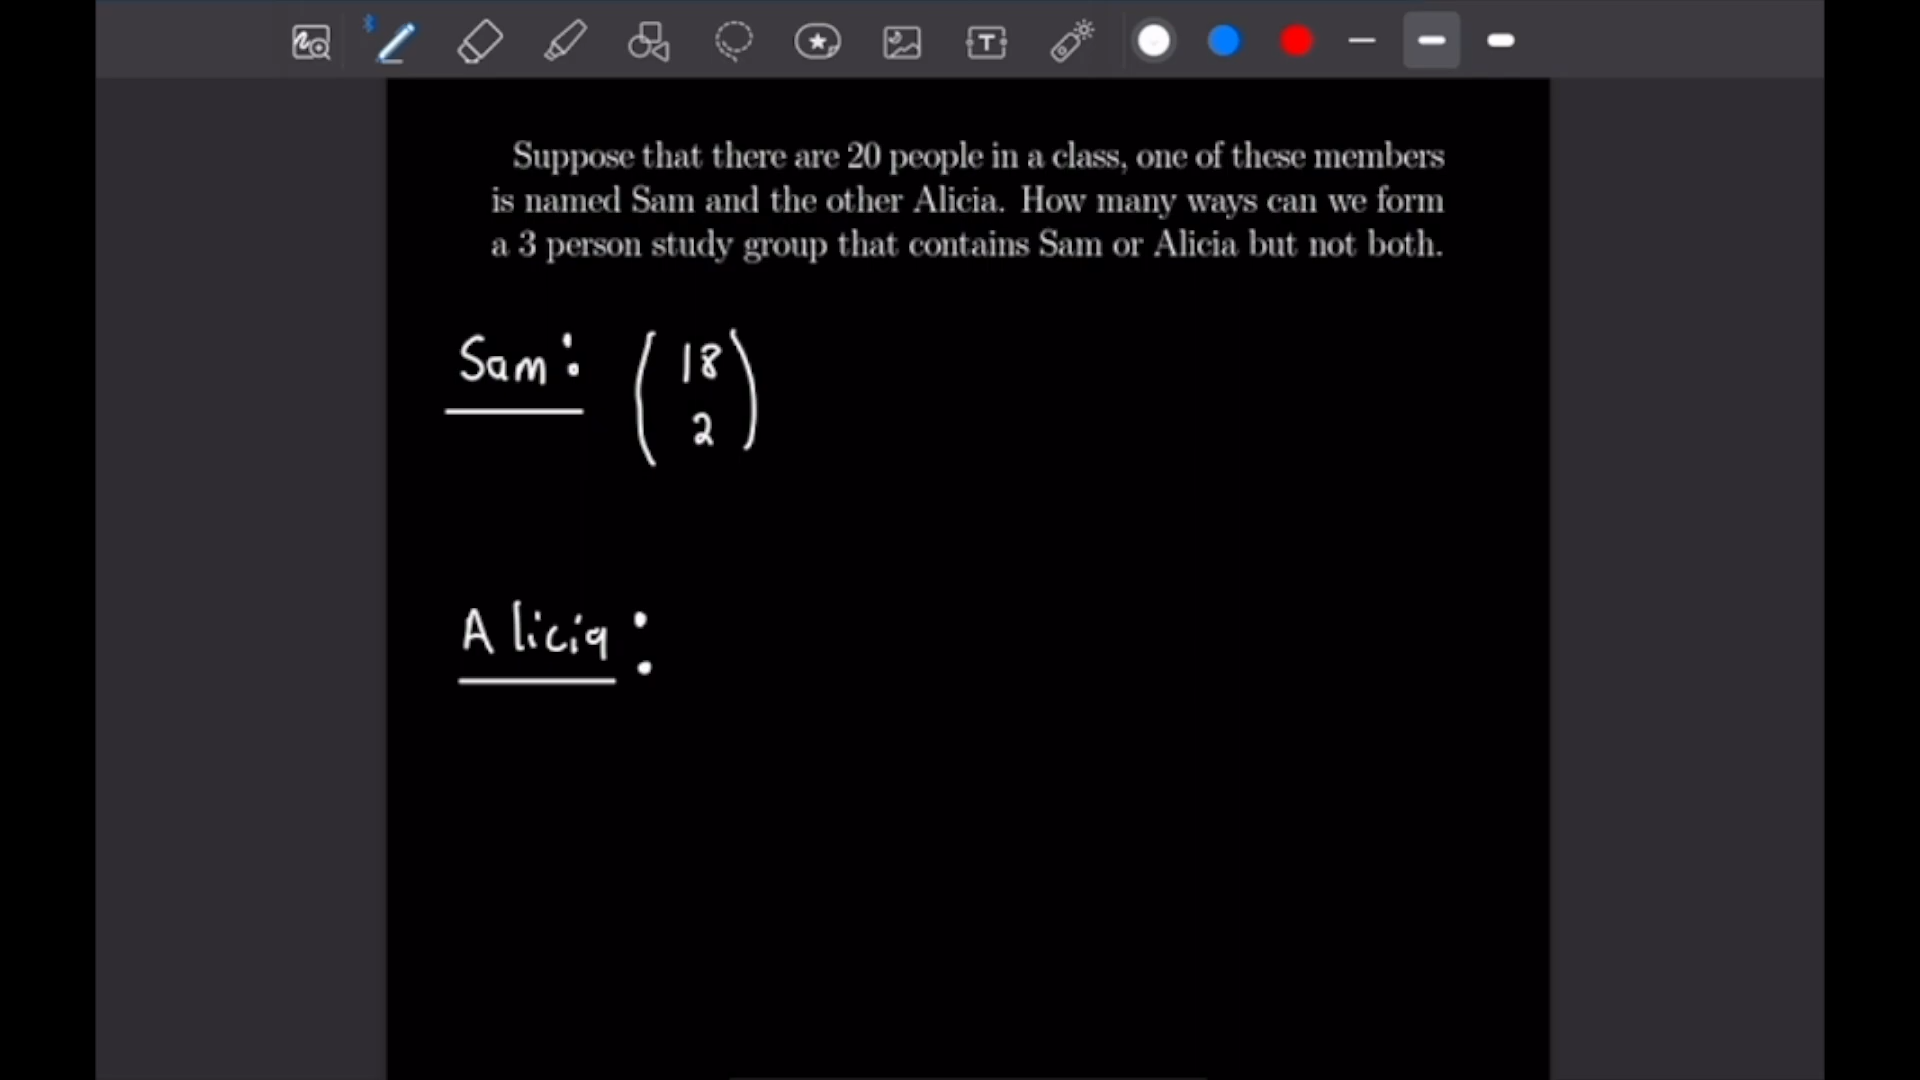 Suppose that there are 20 people in a class, one of these members
is named Sam and the other Alicia. How many ways can we form
a 3 person study group that contains Sam or Alicia but not both.
Sam: (18
2)
Alicia: